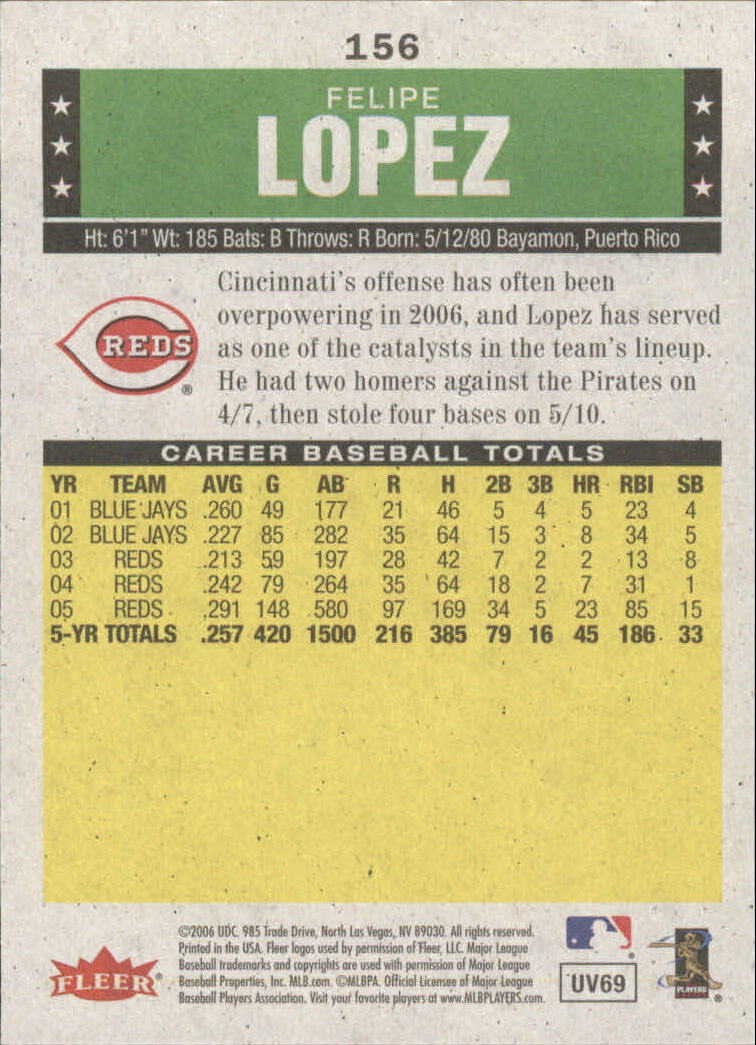 156
FELIPE
LOPEZ
Ht: 6'1" Wt: 185 Bats: B Throws: R Born: 5/12/80 Bayamon, Puerto Rico
Cincinnati's offense has often been
overpowering in 2006, and Lopez has served
as one of the catalysts in the team's lineup.
He had two homers against the Pirates on
4/7, then stole four bases on 5/10.
REDS ®
CAREER BASEBALL TOTALS
YR TEAM AVG G AB R H 2B 3B HR RBI SB
01 BLUE JAYS .260 49 177 21 46 5 4 5 23 4
02 BLUE JAYS .227 85 282 35 64 15 3 8 34 5
03 REDS .213 59 197 28 42 7 2 2 13 8
04 REDS .242 79 264 35 64 18 2 7 31 1
05 REDS .291 148 580 97 169 34 5 23 85 15
5-YR TOTALS .257 420 1500 216 385 79 16 45 186 33
FLEER ®
©2006 UDC. 985 Trade Drive, North Las Vegas, NV 89030. All rights reserved.
Printed in the USA. Fleer logos used by permission of Fleer, LLC. Major League
Baseball trademarks and copyrights are used with permission of Major League
Baseball Properties, Inc. MLB.com. ©MLBPA. Official Licensee of Major League
Baseball Players Association. Visit your favorite players at www.MLBPLAYERS.com.
UV69
PLAYERS ®